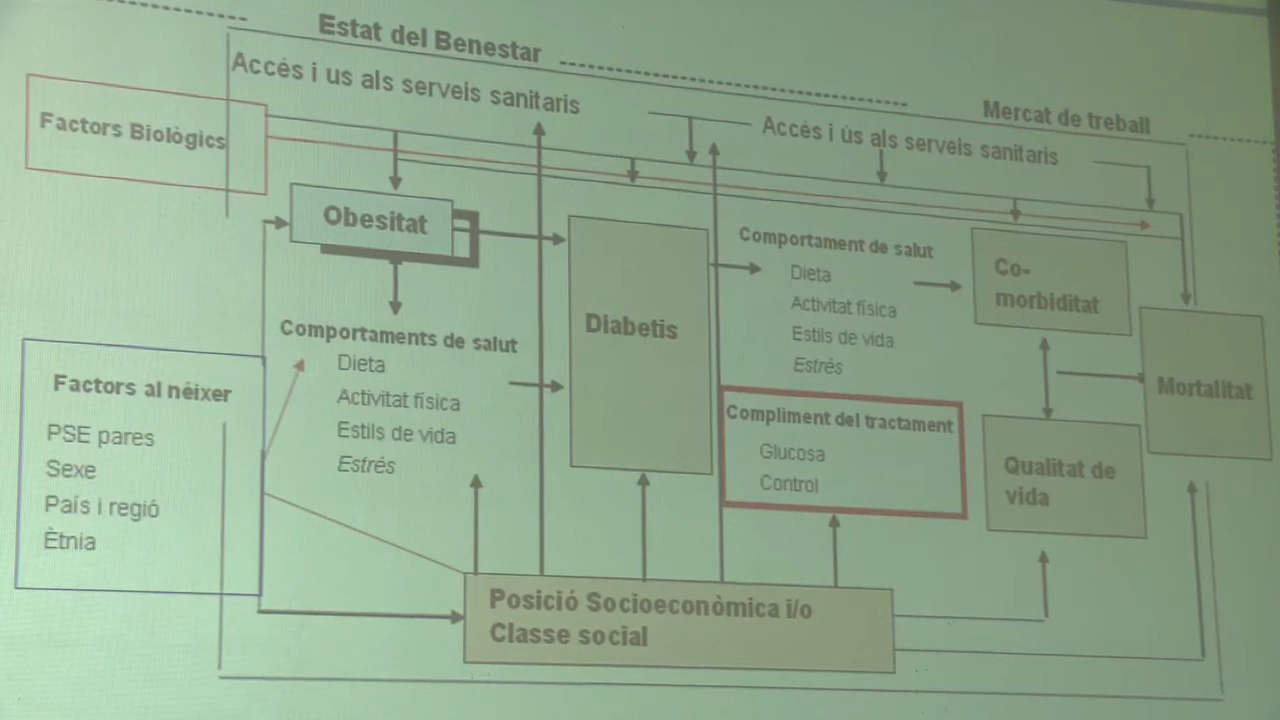 Estat del Benestar
Accés i us als serveis sanitaris
Mercat de treball
Accés i ús als serveis sanitaris
Factors Biològics
Obesitat
Comportaments de salut
Dieta
Activitat física
Estils de vida
Estrés
Diabetis
Comportament de salut
Dieta
Activitat física
Estils de vida
Estrés
Co-
morbiditat
Mortalitat
Factors al néixer
PSE pares
Sexe
País i regió
Ètnia
Compliment del tractament
Glucosa
Control
Qualitat de
vida
Posició Socioeconòmica i/o
Classe social